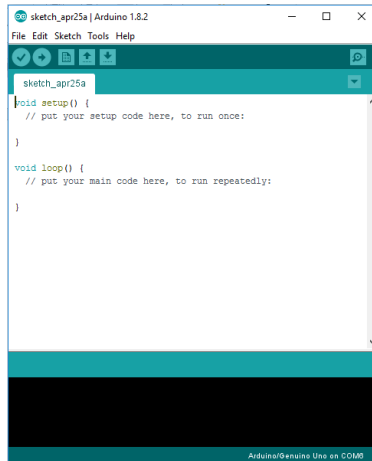 sketch_apr25a | Arduino 1.8.2
File Edit Sketch Tools Help
sketch_apr25a
void setup() {
  // put your setup code here, to run once:
}
void loop() {
  // put your main code here, to run repeatedly:
}
Arduino/Genuino Uno on COM6